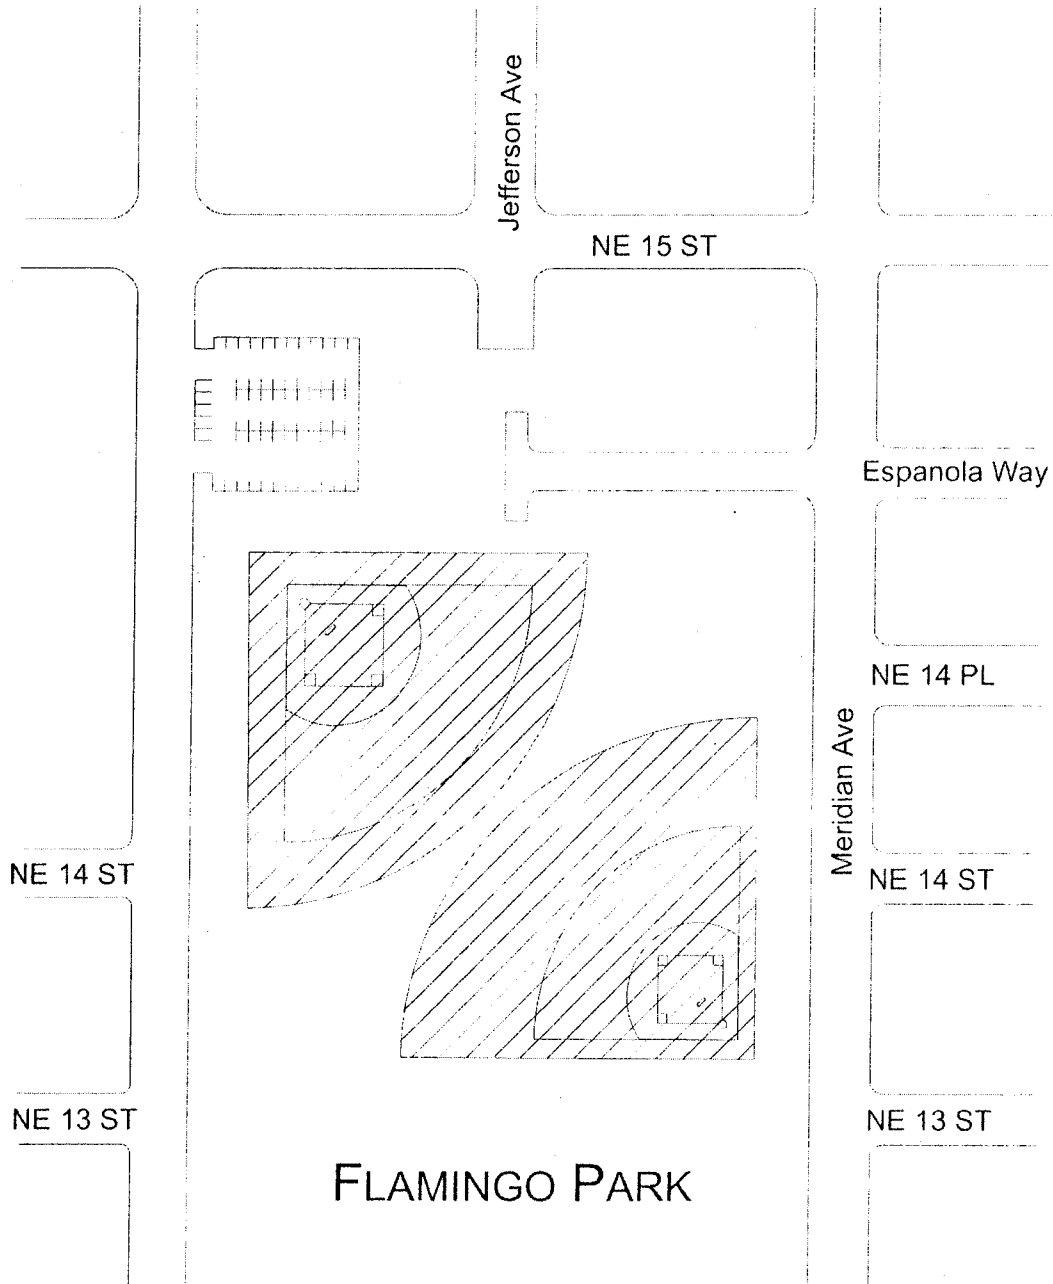 Jefferson Ave
NE 15 ST
Espanola Way
NE 14 PL
Meridian Ave
NE 14 ST
NE 14 ST
NE 13 ST
NE 13 ST
FLAMINGO PARK